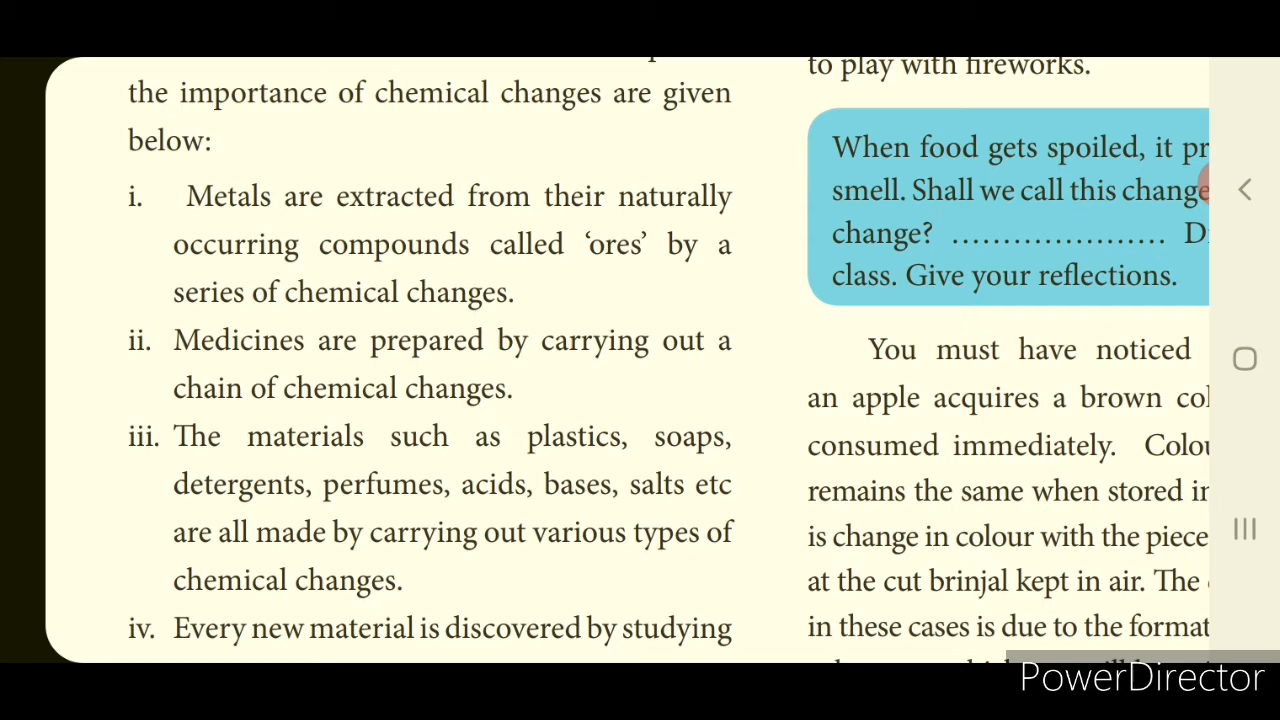 the importance of chemical changes are given
below:
i. Metals are extracted from their naturally
occurring compounds called ‘ores’ by a
series of chemical changes.
ii. Medicines are prepared by carrying out a
chain of chemical changes.
iii. The materials such as plastics, soaps,
detergents, perfumes, acids, bases, salts etc
are all made by carrying out various types of
chemical changes.
iv. Every new material is discovered by studying
to play with fireworks.
When food gets spoiled, it
smell. Shall we call this change
change? .....................
class. Give your reflections.
You must have noticed
an apple acquires a brown
consumed immediately.
remains the same when stored
is change in colour with the piece
at the cut brinjal kept in air. The
in these cases is due to the
PowerDirector